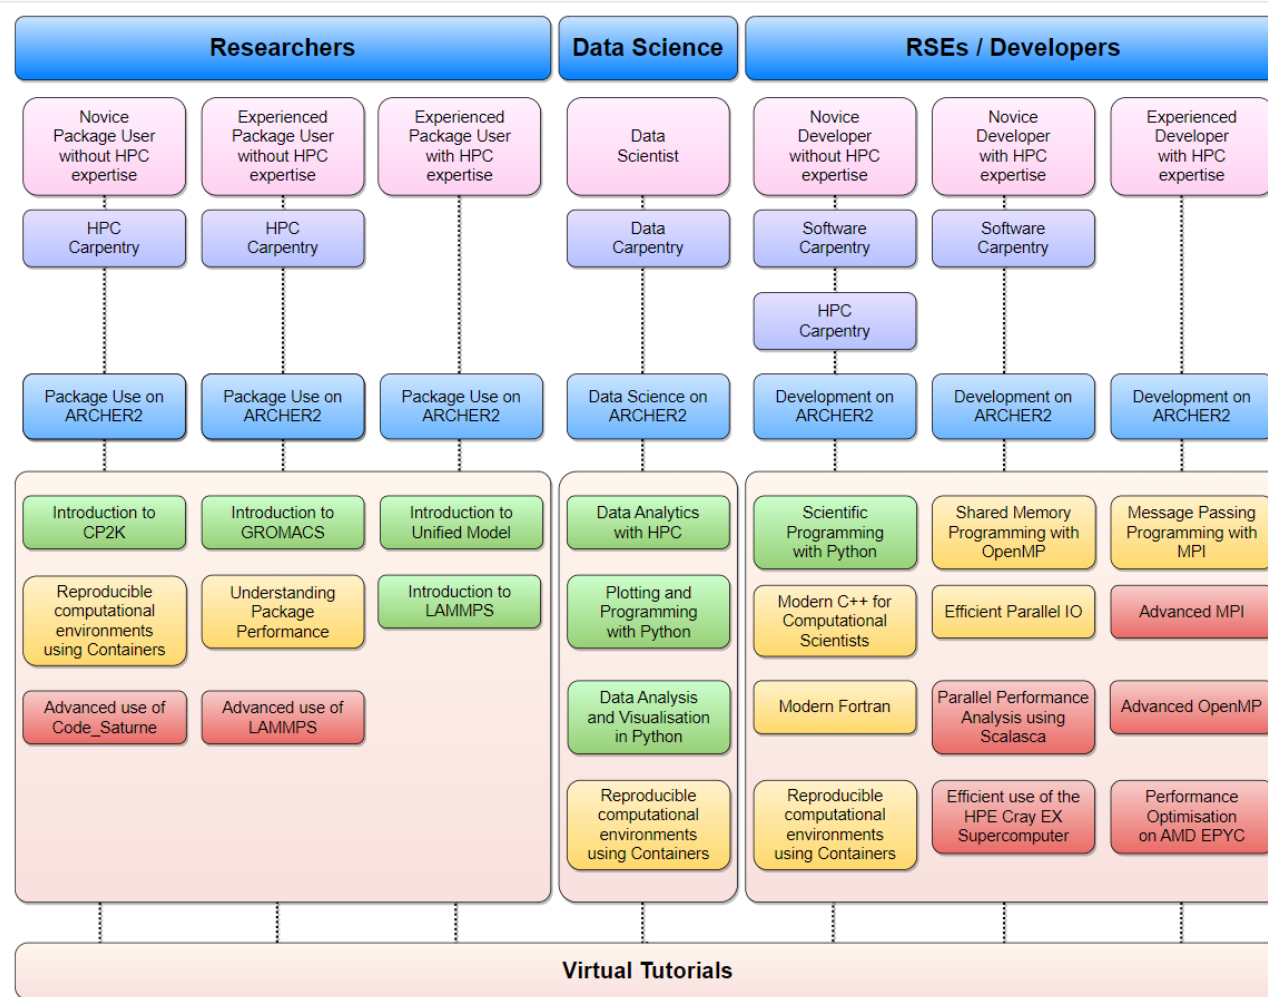 Researchers
Data Science
RSEs / Developers
Novice
Package User
without HPC
expertise
Experienced
Package User
without HPC
expertise
Experienced
Package User
with HPC
expertise
Data
Scientist
Novice
Developer
without HPC
expertise
Novice
Developer
with HPC
expertise
Experienced
Developer
with HPC
expertise
HPC
Carpentry
HPC
Carpentry
Data
Carpentry
Software
Carpentry
Software
Carpentry
HPC
Carpentry
Package Use on
ARCHER2
Package Use on
ARCHER2
Package Use on
ARCHER2
Data Science on
ARCHER2
Development on
ARCHER2
Development on
ARCHER2
Development on
ARCHER2
Introduction to
CP2K
Introduction to
GROMACS
Introduction to
Unified Model
Reproducible
computational
environments
using Containers
Understanding
Package
Performance
Introduction to
LAMMPS
Advanced use of
Code_Saturne
Advanced use of
LAMMPS
Data Analytics
with HPC
Plotting and
Programming
with Python
Data Analysis
and Visualisation
in Python
Reproducible
computational
environments
using Containers
Scientific
Programming
with Python
Shared Memory
Programming with
OpenMP
Message Passing
Programming with
MPI
Modern C++ for
Computational
Scientists
Efficient Parallel IO
Advanced MPI
Modern Fortran
Parallel Performance
Analysis using
Scalasca
Advanced OpenMP
Reproducible
computational
environments
using Containers
Efficient use of the
HPE Cray EX
Supercomputer
Performance
Optimisation
on AMD EPYC
Virtual Tutorials